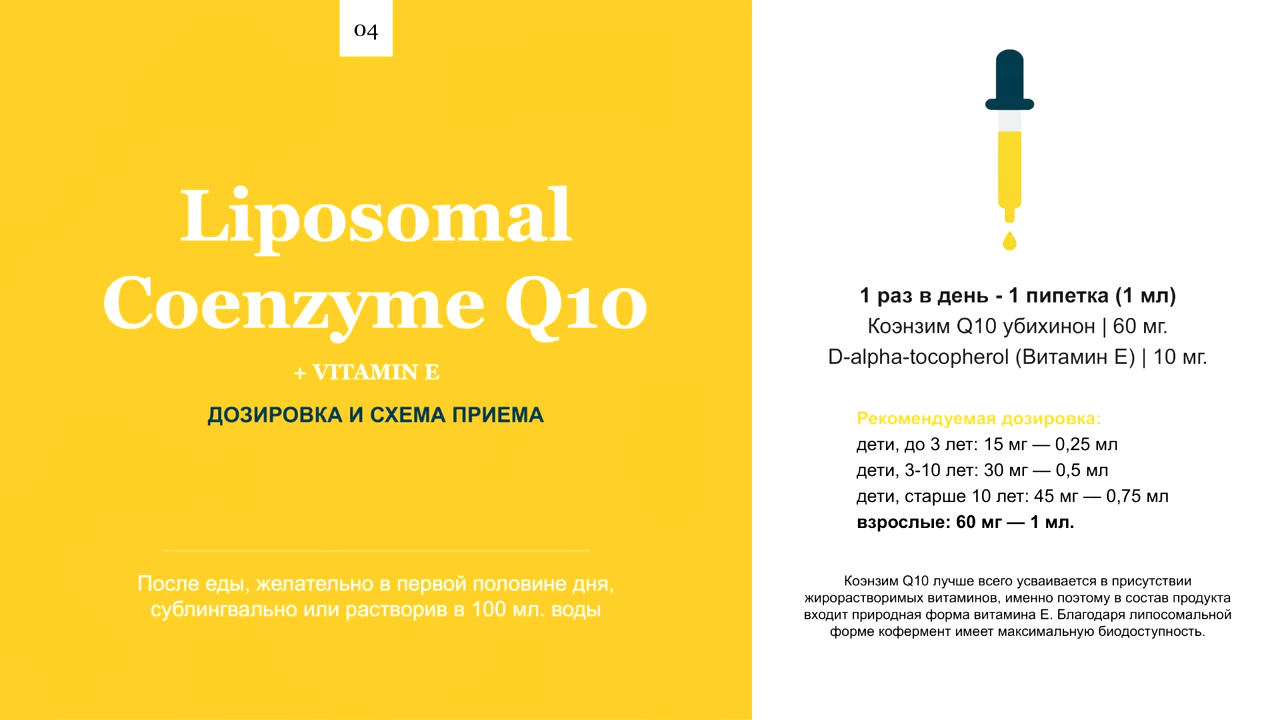 04
Liposomal
Coenzyme Q10
+ VITAMIN E
ДОЗИРОВКА И СХЕМА ПРИЕМА
После еды, желательно в первой половине дня,
сублингвально или растворив в 100 мл. воды
1 раз в день - 1 пипетка (1 мл)
Коэнзим Q10 убихинон | 60 мг.
D-alpha-tocopherol (Витамин Е) | 10 мг.
Рекомендуемая дозировка:
дети, до 3 лет: 15 мг — 0,25 мл
дети, 3-10 лет: 30 мг — 0,5 мл
дети, старше 10 лет: 45 мг — 0,75 мл
взрослые: 60 мг — 1 мл.
Коэнзим Q10 лучше всего усваивается в присутствии
жирорастворимых витаминов, именно поэтому в состав продукта
входит природная форма витамина Е. Благодаря липосомальной
форме кофермент имеет максимальную биодоступность.